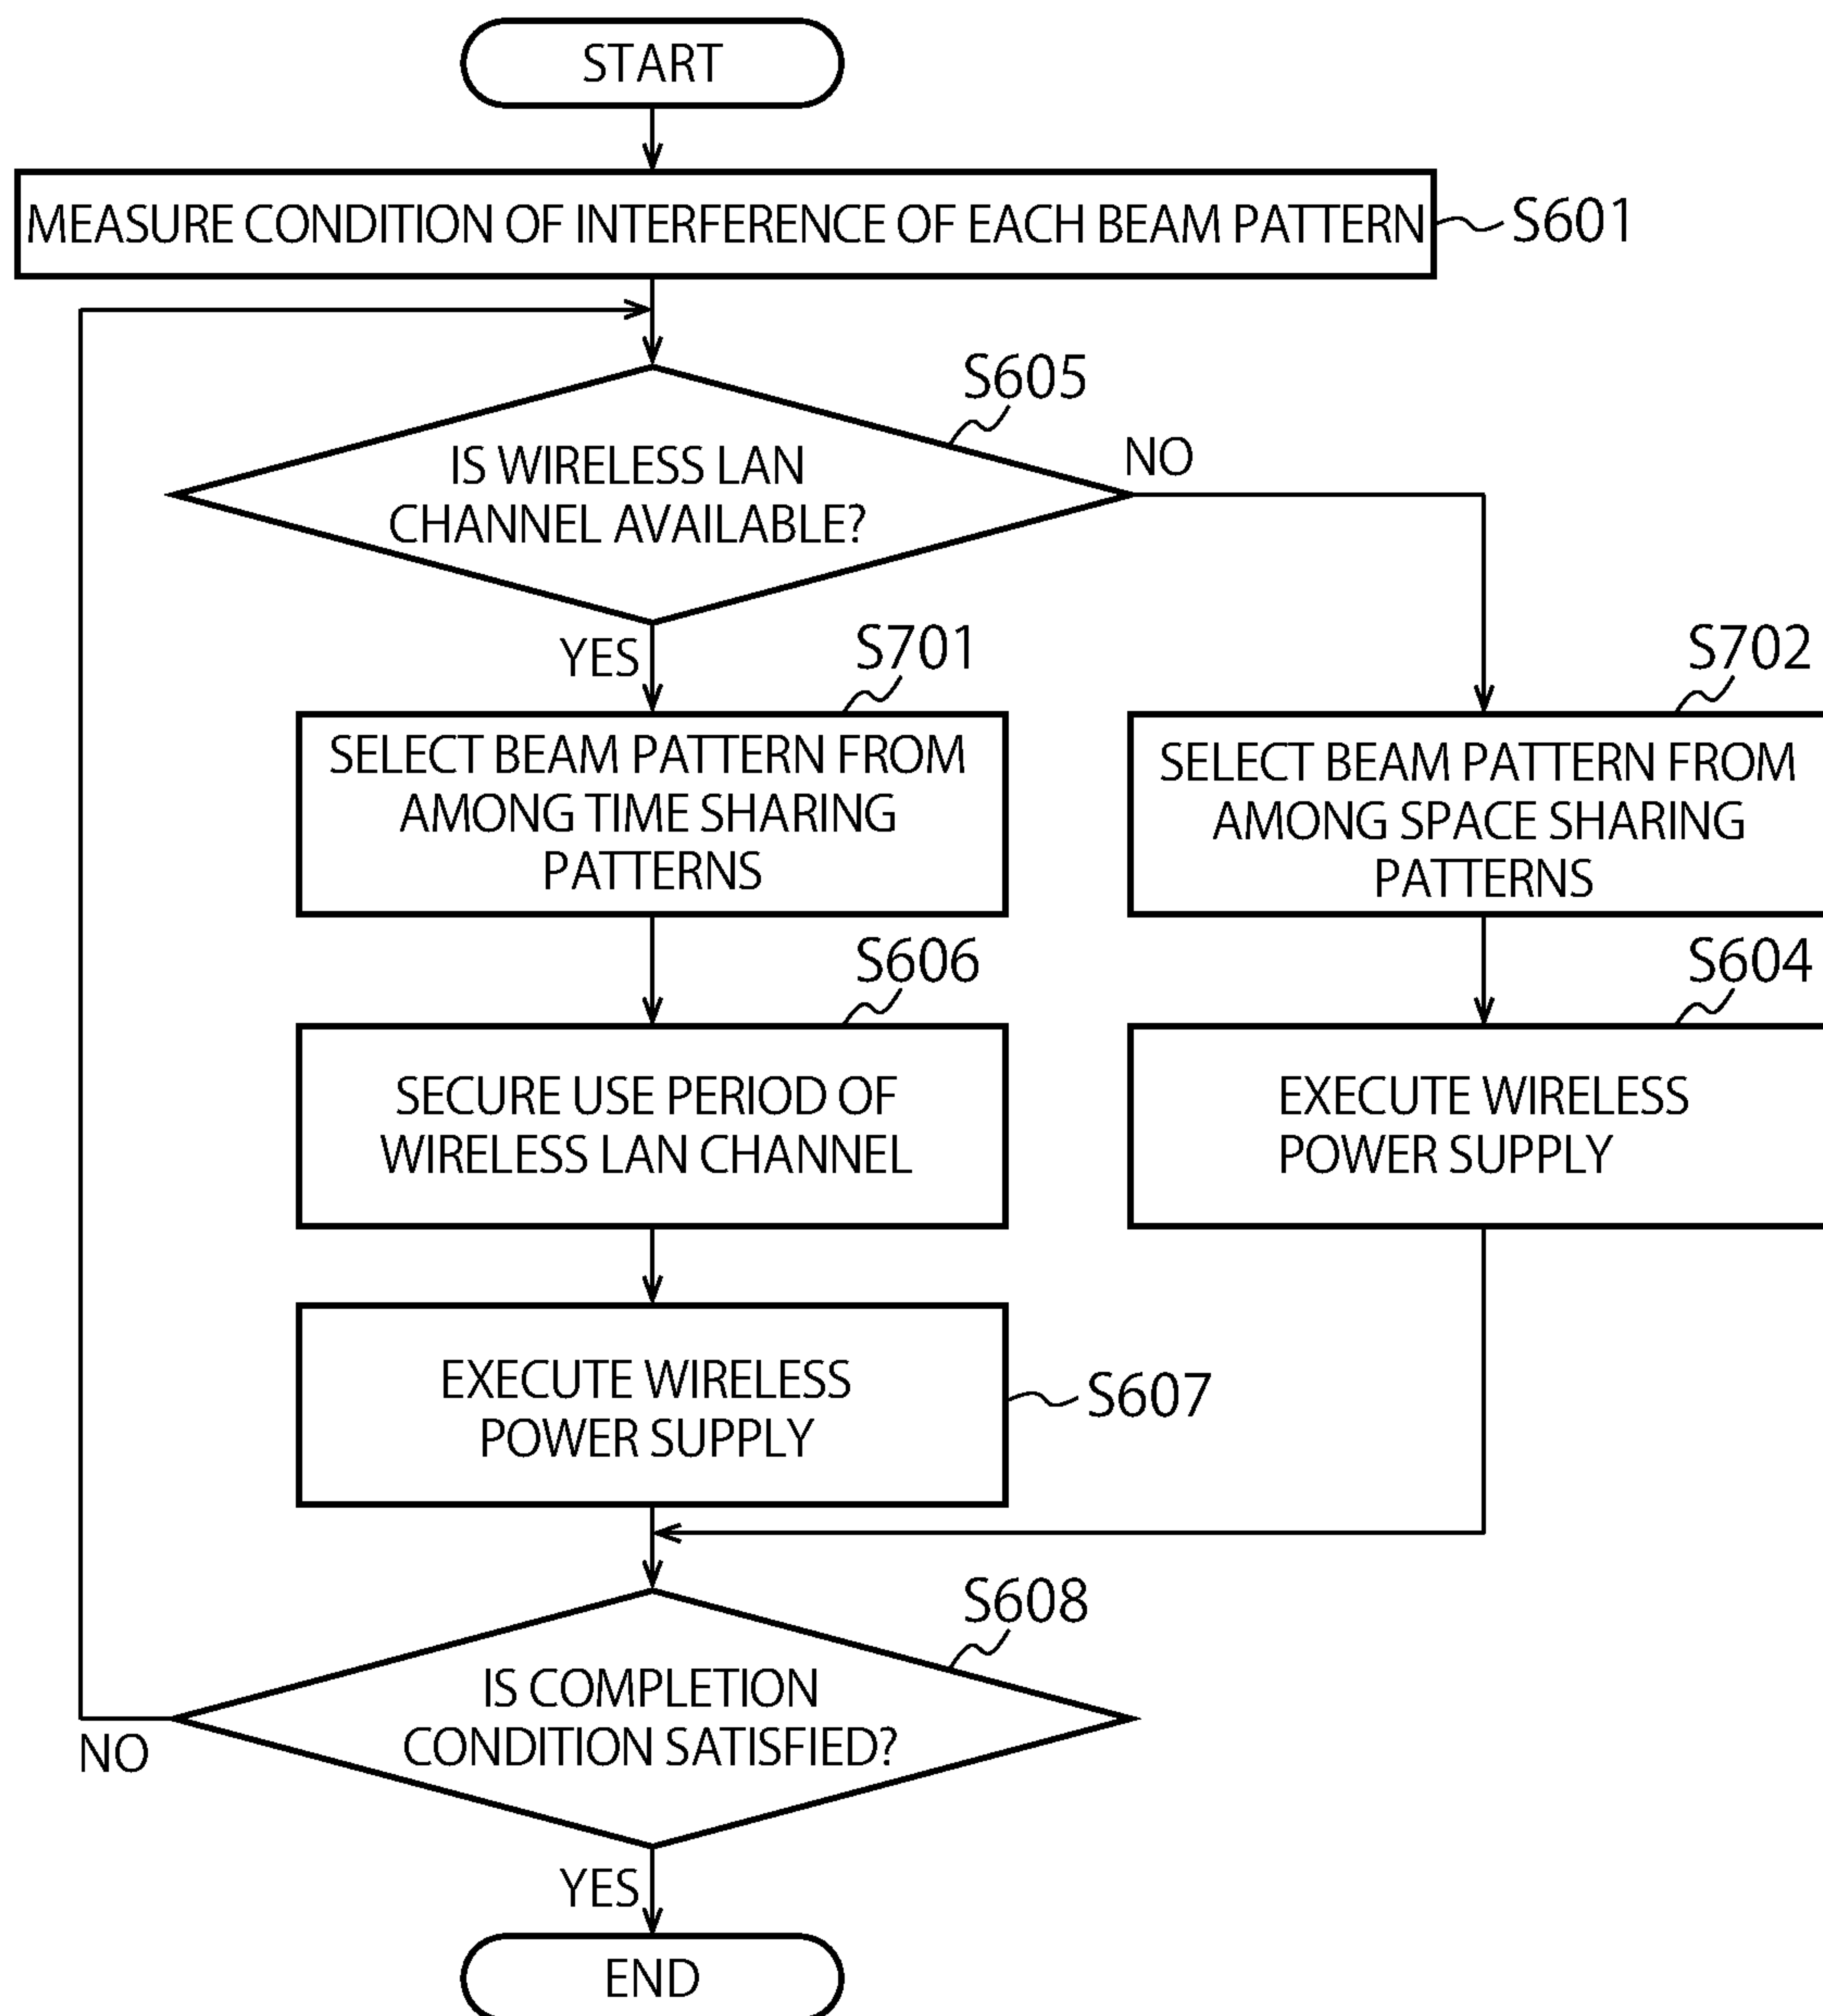 START
MEASURE CONDITION OF INTERFERENCE OF EACH BEAM PATTERN
S601
S605
IS WIRELESS LAN
CHANNEL AVAILABLE?
NO
YES
S701
SELECT BEAM PATTERN FROM
AMONG TIME SHARING
PATTERNS
S702
SELECT BEAM PATTERN FROM
AMONG SPACE SHARING
PATTERNS
S606
SECURE USE PERIOD OF
WIRELESS LAN CHANNEL
S604
EXECUTE WIRELESS
POWER SUPPLY
EXECUTE WIRELESS
POWER SUPPLY
S607
S608
IS COMPLETION
CONDITION SATISFIED?
NO
YES
END